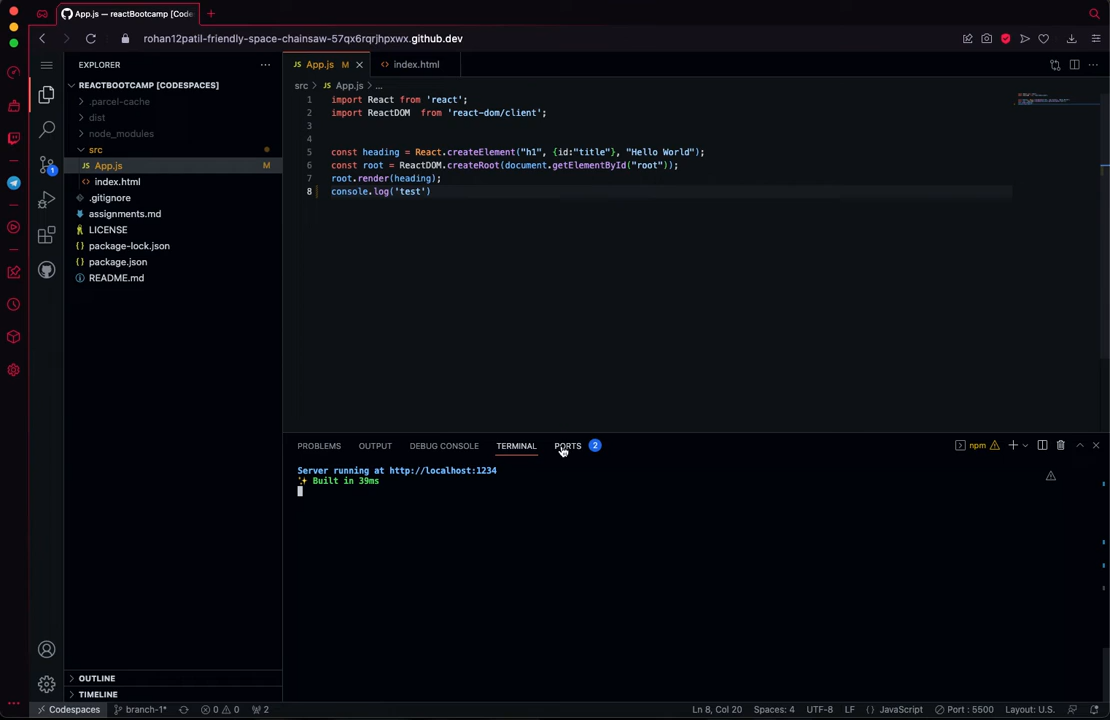 App.js — reactBootcamp [Code
rohan12patil-friendly-space-chainsaw-57qx6rqrjhpxwx.github.dev
EXPLORER
REACTBOOTCAMP [CODESPACES]
.parcel-cache
dist
node_modules
src
JS App.js M
index.html
.gitignore
assignments.md
LICENSE
package-lock.json
package.json
README.md
OUTLINE
TIMELINE
JS App.js M
index.html
src > JS App.js > ...
1 import React from 'react';
2 import ReactDOM  from 'react-dom/client';
3
4
5 const heading = React.createElement("h1", {id:"title"}, "Hello World");
6 const root = ReactDOM.createRoot(document.getElementById("root"));
7 root.render(heading);
8 console.log('test')
PROBLEMS OUTPUT DEBUG CONSOLE TERMINAL PORTS 2
npm
Server running at http://localhost:1234
✨ Built in 39ms
1
Codespaces branch-1* 0 0 2 Ln 8, Col 20 Spaces: 4 UTF-8 LF {} JavaScript Port : 5500 Layout: U.S.